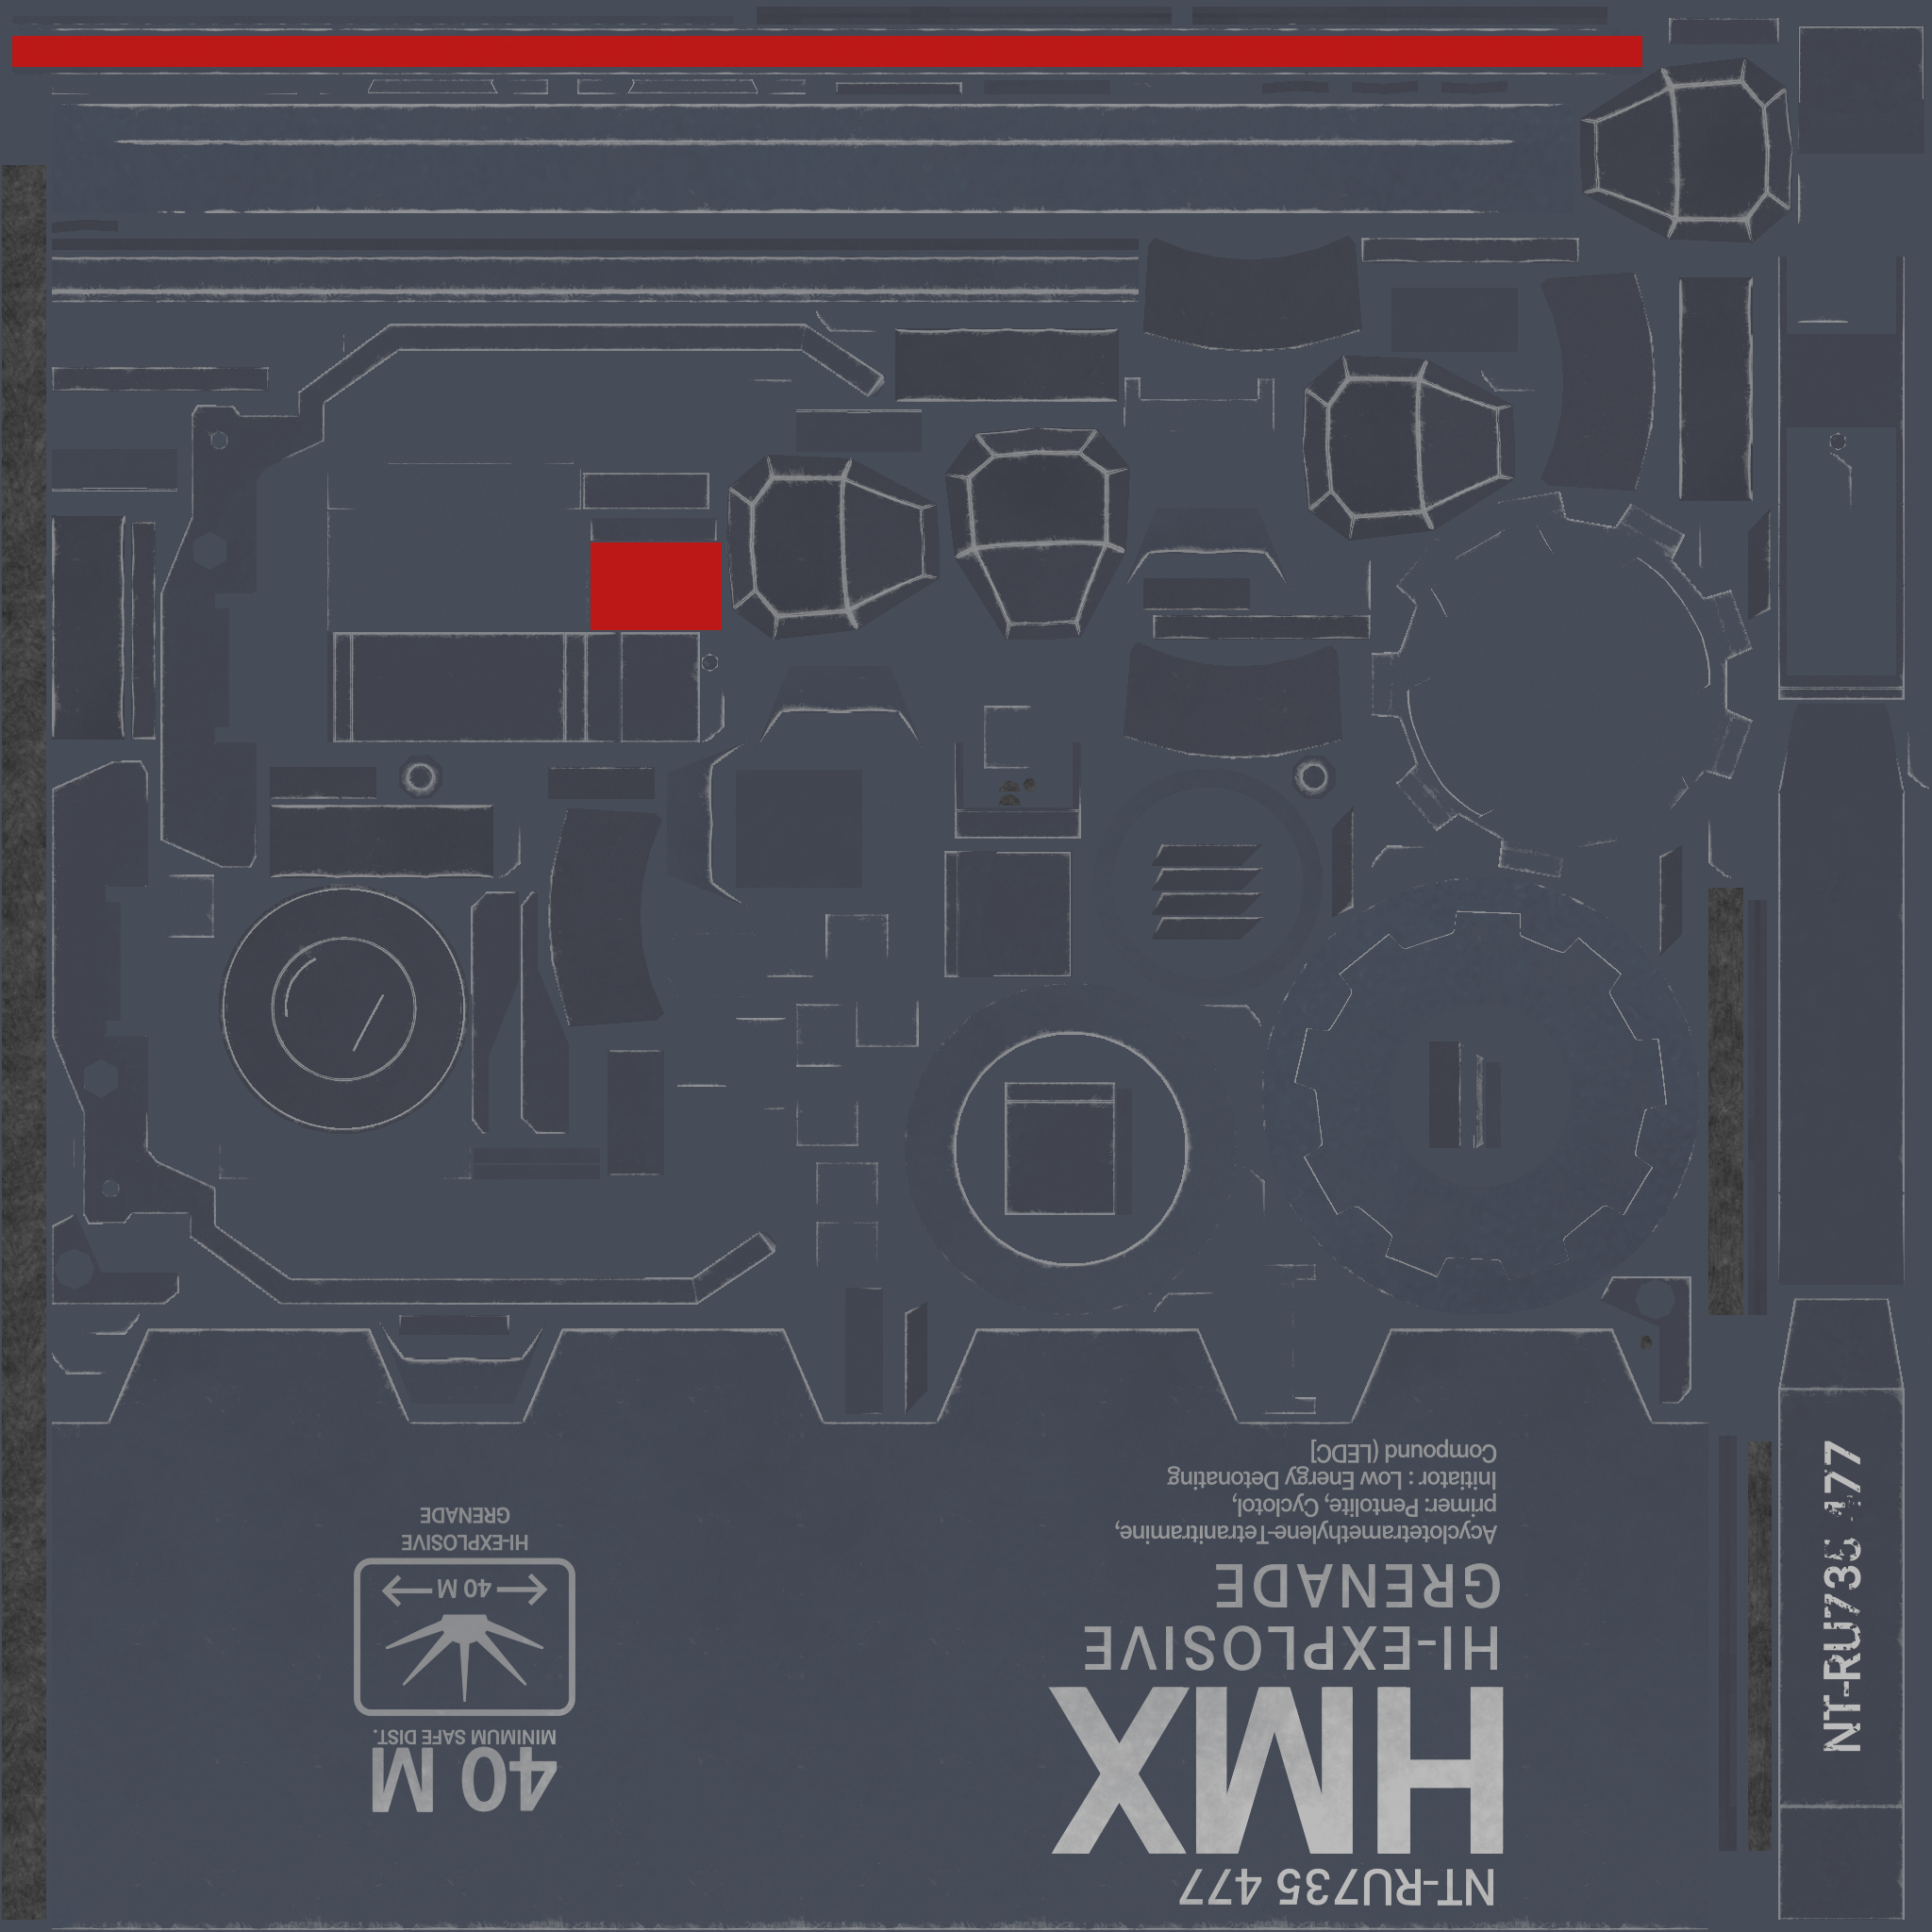 NT-RU735 477
HMX
HI-EXPLOSIVE
GRENADE
Acyclotetramethylene-Tetranitramine,
primer: Pentolite, Cyclotol,
Initiator : Low Energy Detonating
Compound (LEDC]
40 M
MINIMUM SAFE DIST.
40 M
HI-EXPLOSIVE
GRENADE
NT-RU735 477